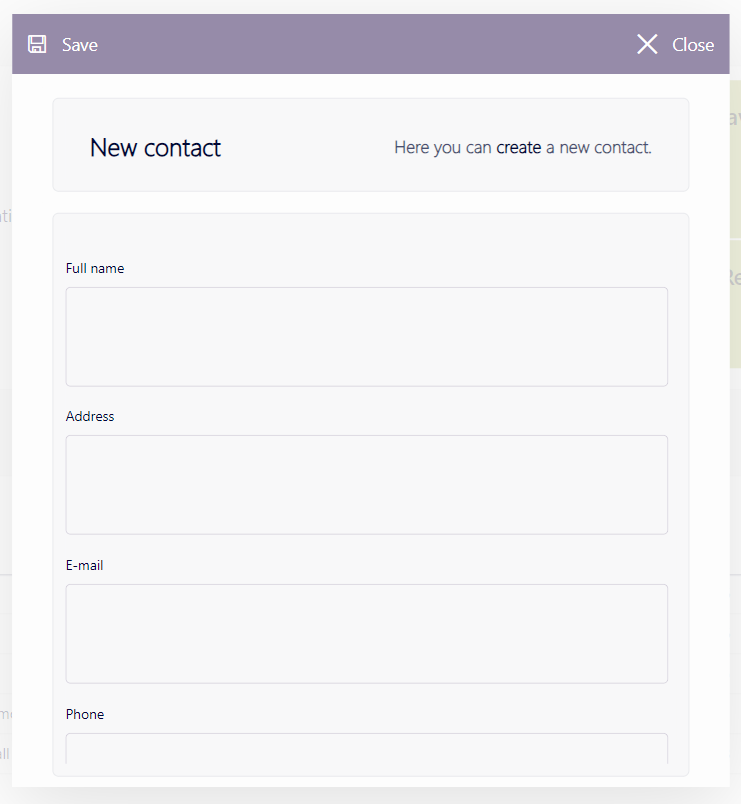 Save
Close
New contact
Here you can create a new contact.
Full name
Address
E-mail
Phone